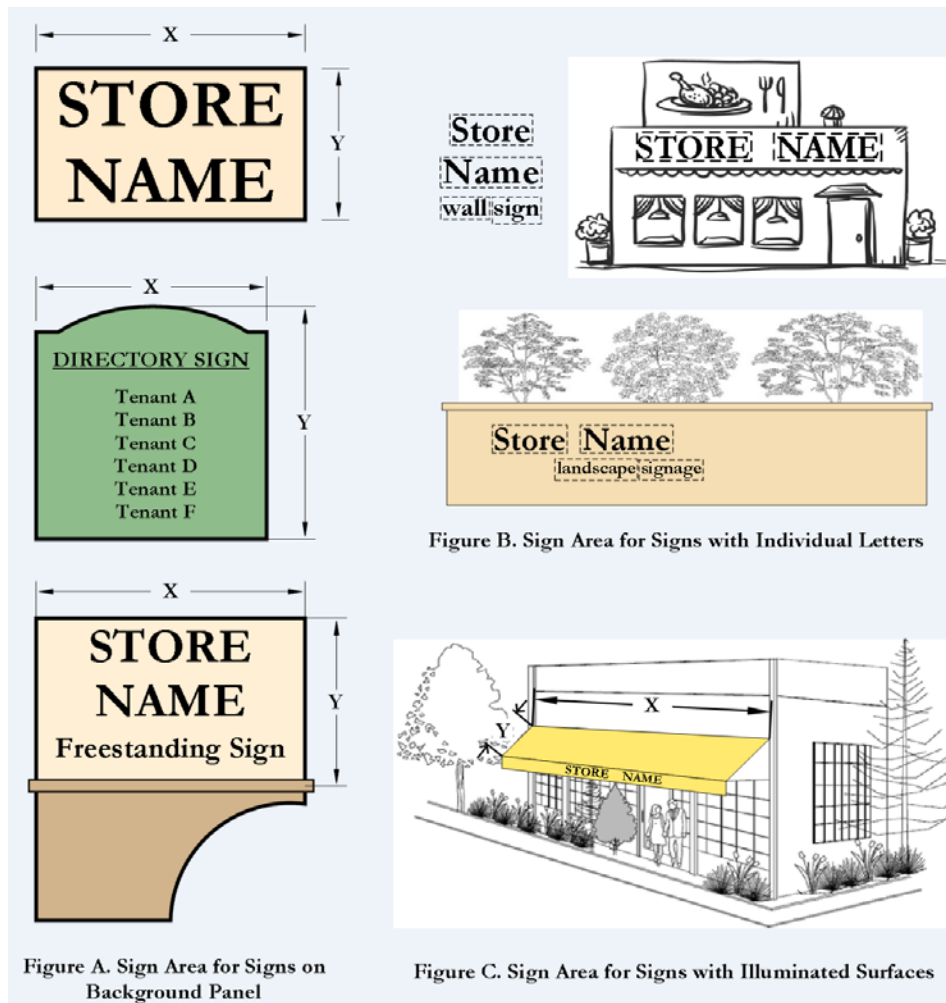 X
STORE
NAME
Y
X
DIRECTORY SIGN
Tenant A
Tenant B
Tenant C
Tenant D
Tenant E
Tenant F
Y
X
STORE
NAME
Freestanding Sign
Y
Figure A. Sign Area for Signs on
Background Panel
Store
Name
wall sign
STORE NAME
Store Name
landscape signage
Figure B. Sign Area for Signs with Individual Letters
X
Y
STORE NAME
Figure C. Sign Area for Signs with Illuminated Surfaces